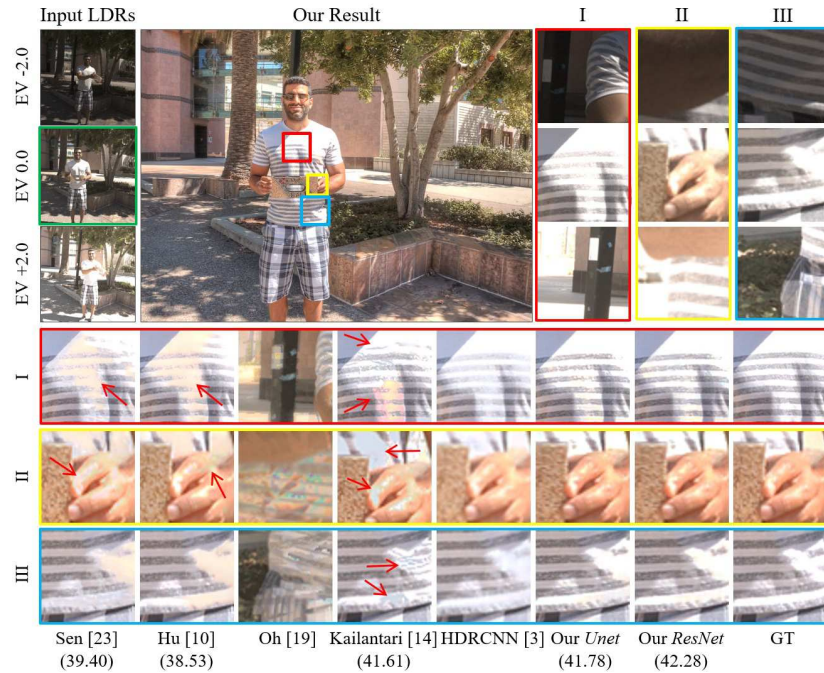 Input LDRs Our Result I II III
EV -2.0
EV 0.0
EV +2.0
I
II
III
Sen [23] Hu [10] Oh [19] Kailantari [14] HDRCNN [3] Our Unet Our ResNet GT
(39.40) (38.53) (41.61) (41.78) (42.28)